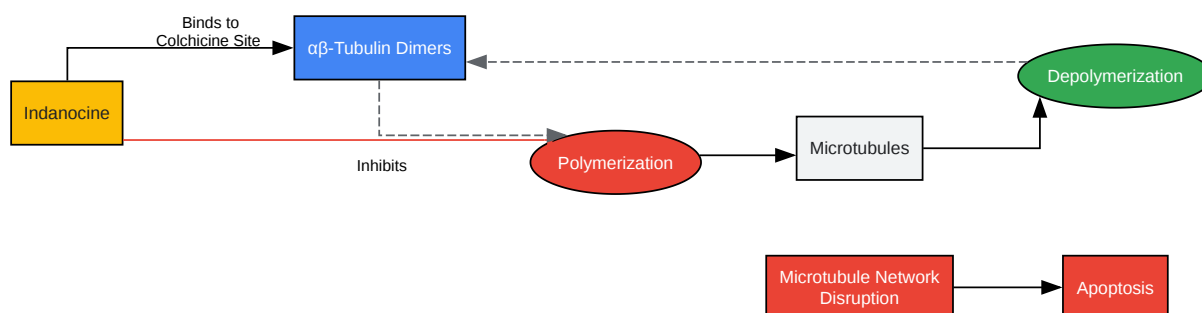 Binds to
Colchicine Site
αβ-Tubulin Dimers
Depolymerization
Indanocine
Inhibits
Polymerization
Microtubules
Microtubule Network
Disruption
Apoptosis